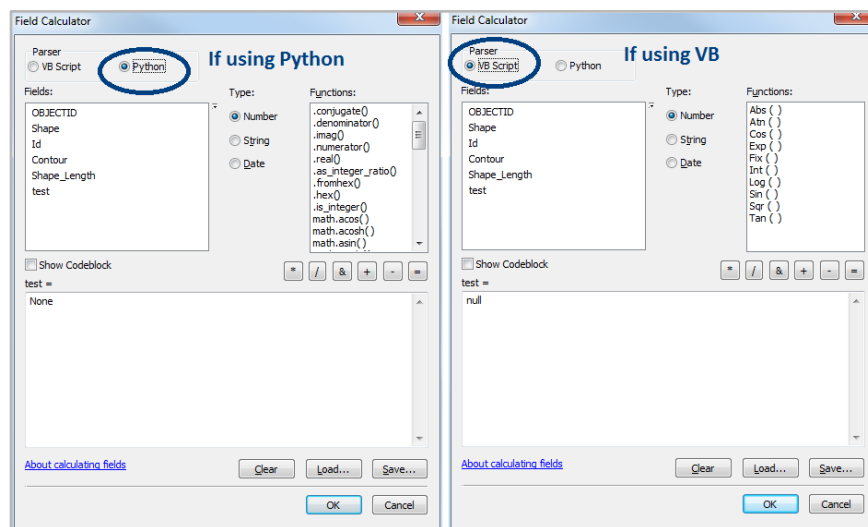 Field Calculator
Parser
VB Script
Python
If using Python
Fields:
Type:
Functions:
OBJECTID
Shape
Id
Contour
Shape_Length
test
Number
String
Date
.conjugate()
.denominator()
.imag()
.numerator()
.real()
.as_integer_ratio()
.fromhex()
.hex()
.is_integer()
math.acos( )
math.acosh( )
math.asin( )
Show Codeblock
* / & + - =
test =
None
About calculating fields
Clear
Load...
Save...
OK
Cancel
Field Calculator
Parser
VB Script
Python
If using VB
Fields:
Type:
Functions:
OBJECTID
Shape
Id
Contour
Shape_Length
test
Number
String
Date
Abs ( )
Atn ( )
Cos ( )
Exp ( )
Fix ( )
Int ( )
Log ( )
Sin ( )
Sqr ( )
Tan ( )
Show Codeblock
* / & + - =
test =
null
About calculating fields
Clear
Load...
Save...
OK
Cancel